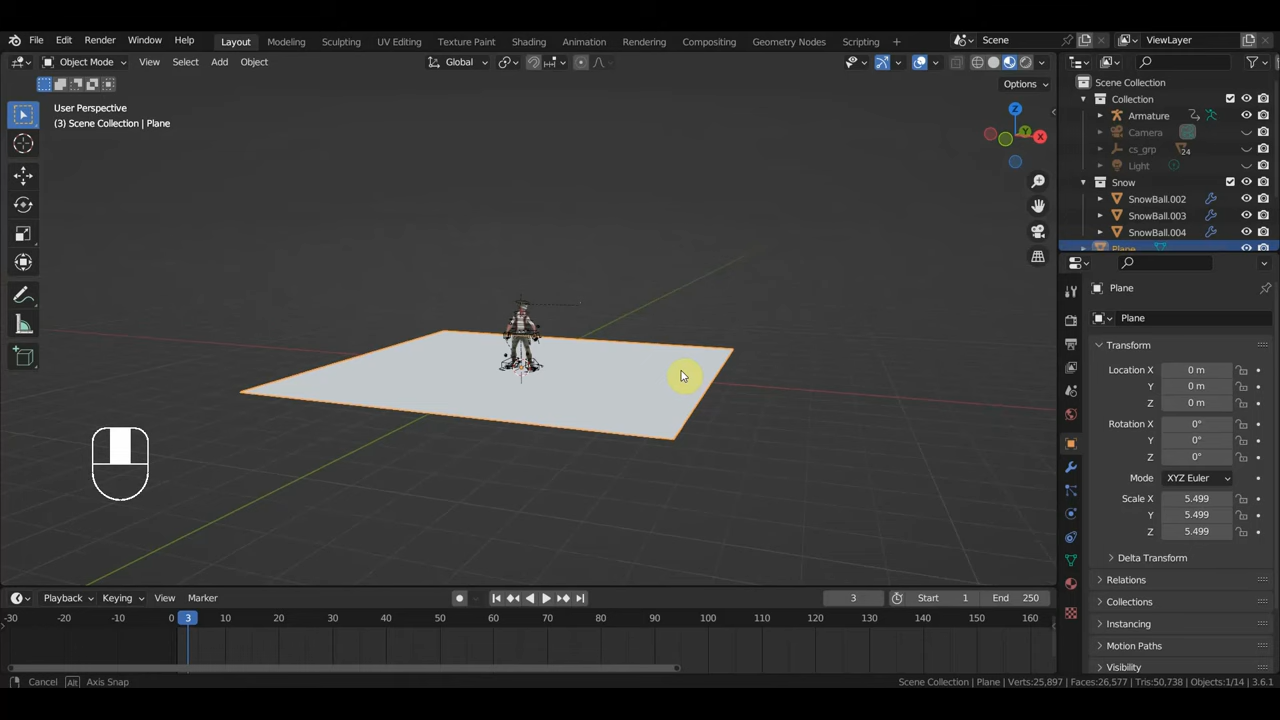 File Edit Render Window Help Layout Modeling Sculpting UV Editing Texture Paint Shading Animation Rendering Compositing Geometry Nodes Scripting + Scene ViewLayer
Object Mode View Select Add Object Global
Options
User Perspective
(3) Scene Collection | Plane
Z
Y
X
Scene Collection
Collection
Armature
Camera
cs_grp 24
Light
Snow
SnowBall.002
SnowBall.003
SnowBall.004
Plane
Plane
Plane
Transform
Location X 0 m
Y 0 m
Z 0 m
Rotation X 0°
Y 0°
Z 0°
Mode XYZ Euler
Scale X 5.499
Y 5.499
Z 5.499
Delta Transform
Relations
Collections
Instancing
Motion Paths
Visibility
Playback Keying View Marker 3 Start 1 End 250
-30 -20 -10 0 3 10 20 30 40 50 60 70 80 90 100 110 120 130 140 150 160
Cancel Alt Axis Snap Scene Collection | Plane | Verts:25,897 | Faces:26,577 | Tris:50,738 | Objects:1/14 | 3.6.1